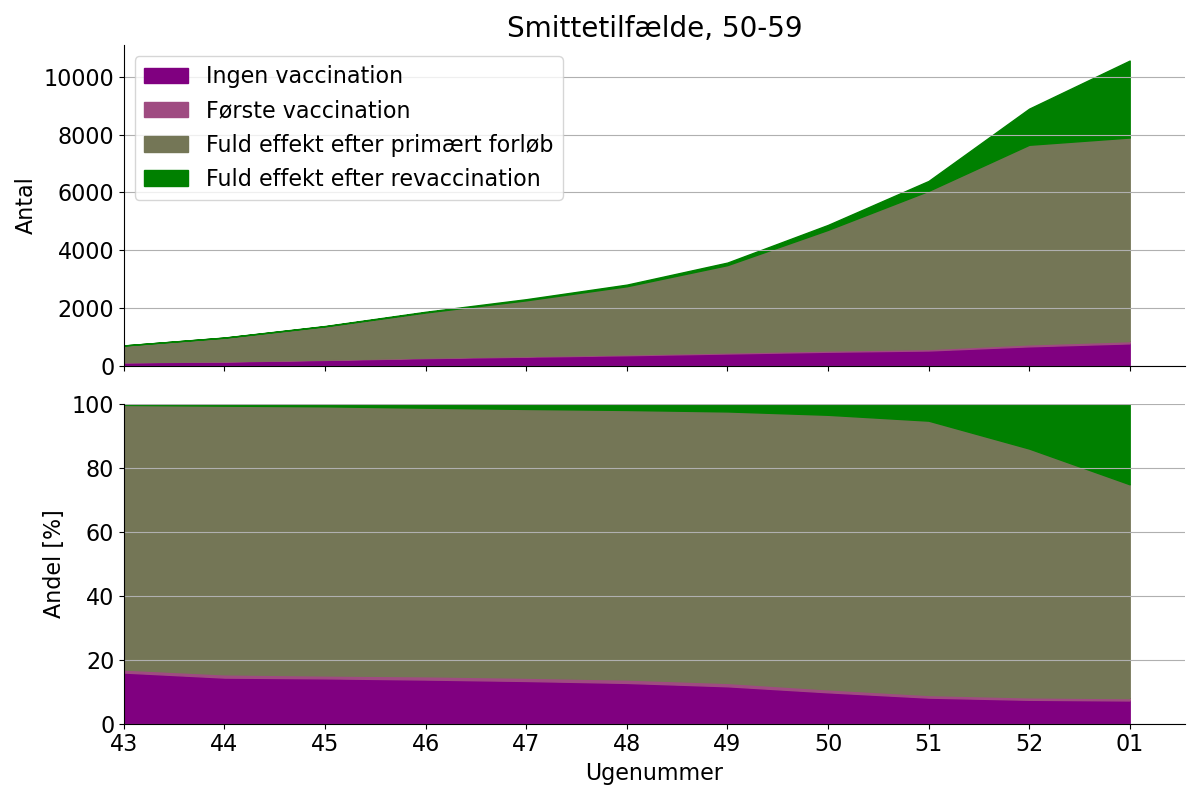 Smittetilfælde, 50-59
Ingen vaccination
Første vaccination
Fuld effekt efter primært forløb
Fuld effekt efter revaccination
Antal
10000
8000
6000
4000
2000
0
Andel [%]
100
80
60
40
20
0
43 44 45 46 47 48 49 50 51 52 01
Ugenummer